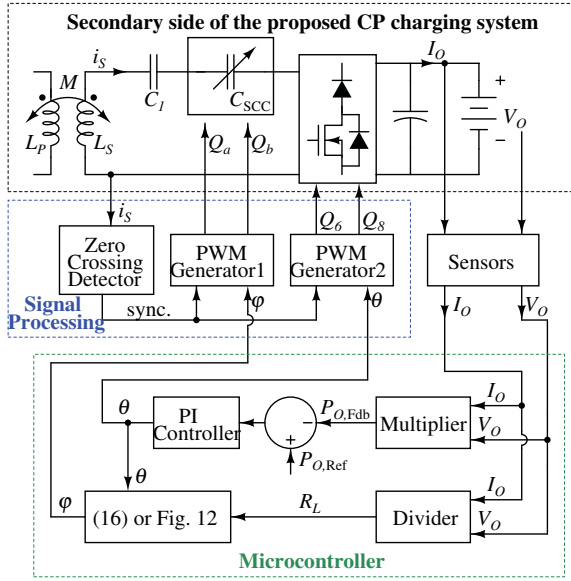 Secondary side of the proposed CP charging system
i_S
I_O
M
C_1
C_SCC
+
V_O
−
L_P
L_S
Q_a
Q_b
i_S
Q_6
Q_8
Zero
Crossing
Detector
PWM
Generator1
PWM
Generator2
Sensors
Signal
Processing
sync.
φ
θ
I_O
V_O
θ
PI
Controller
−
+
P_O,Fdb
P_O,Ref
Multiplier
I_O
V_O
θ
φ
(16) or Fig. 12
R_L
Divider
I_O
V_O
Microcontroller